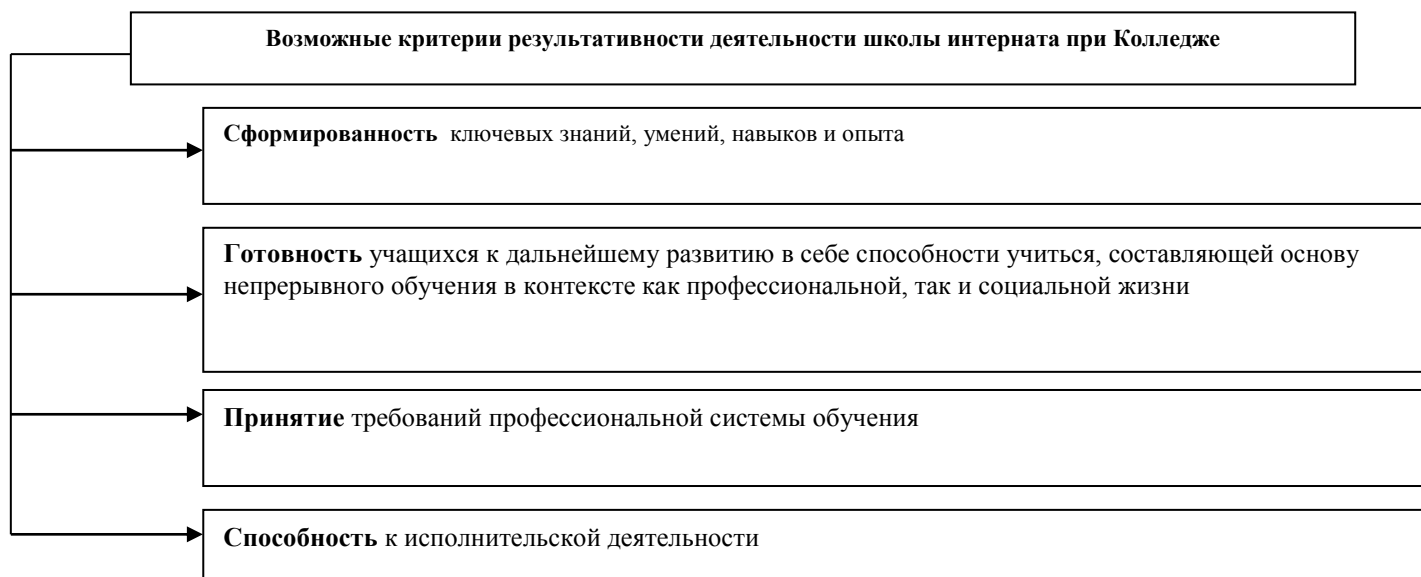 Возможные критерии результативности деятельности школы интерната при Колледже
Сформированность ключевых знаний, умений, навыков и опыта
Готовность учащихся к дальнейшему развитию в себе способности учиться, составляющей основу
непрерывного обучения в контексте как профессиональной, так и социальной жизни
Принятие требований профессиональной системы обучения
Способность к исполнительской деятельности